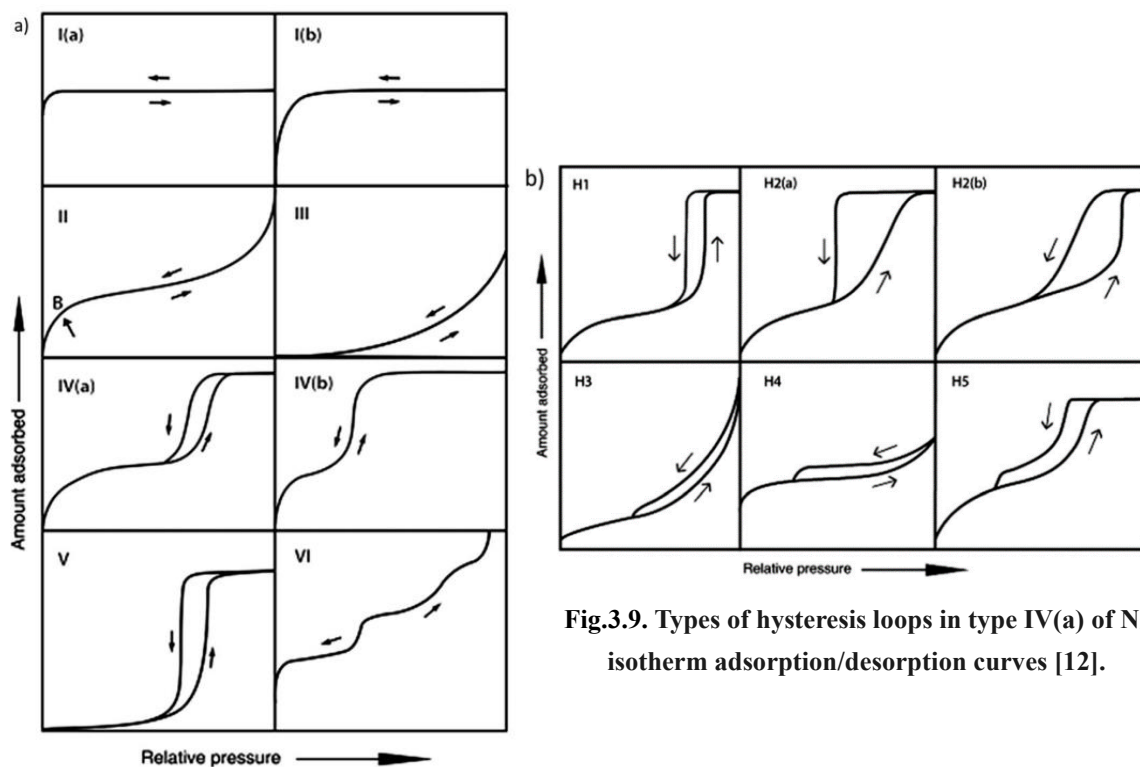 a)
I(a)
I(b)
II
III
B
IV(a)
IV(b)
V
VI
Amount adsorbed
Relative pressure
b)
H1
H2(a)
H2(b)
H3
H4
H5
Amount adsorbed
Relative pressure
Fig.3.9. Types of hysteresis loops in type IV(a) of N
isotherm adsorption/desorption curves [12].